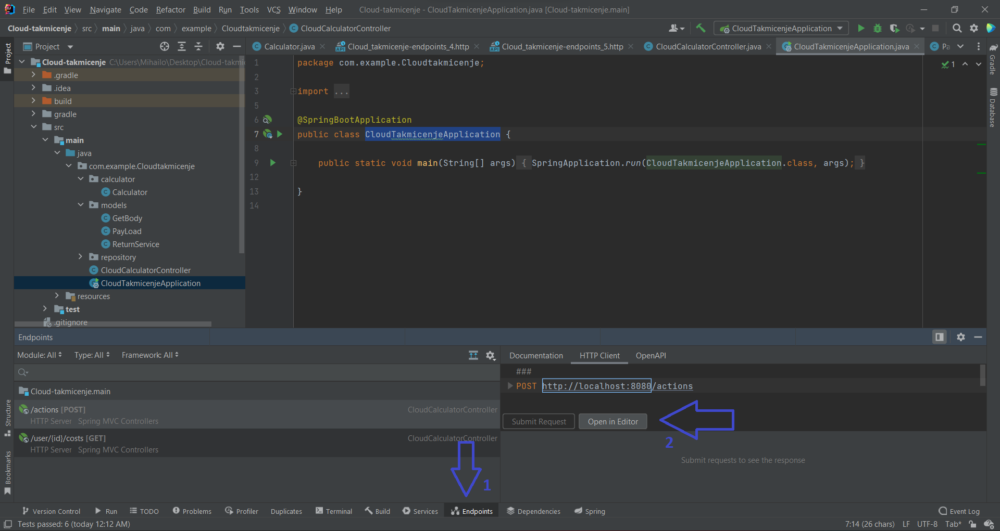 File Edit View Navigate Code Refactor Build Run Tools VCS Window Help Cloud-takmicenje - CloudTakmicenjeApplication.java [Cloud-takmicenje.main]
Cloud-takmicenje src main java com example Cloudtakmicenje CloudCalculatorController CloudTakmicenjeApplication
Project
Project
Calculator.java Cloud_takmicenje-endpoints_4.http Cloud_takmicenje-endpoints_5.http CloudCalculatorController.java CloudTakmicenjeApplication.java Pa
Gradle
Database
Cloud-takmicenje C:\Users\Mihailo\Desktop\Cloud-takmi
.gradle
.idea
build
gradle
src
main
java
com.example.Cloudtakmicenje
calculator
Calculator
models
GetBody
PayLoad
ReturnService
repository
CloudCalculatorController
CloudTakmicenjeApplication
resources
test
.gitignore
1 package com.example.Cloudtakmicenje;
1
2
3 import ...
5
6 @SpringBootApplication
7 public class CloudTakmicenjeApplication {
8
9 public static void main(String[] args) { SpringApplication.run(CloudTakmicenjeApplication.class, args); }
12
13 }
14
Endpoints
Module: All Type: All Framework: All
Cloud-takmicenje.main
/actions [POST] CloudCalculatorController
HTTP Server Spring MVC Controllers
/user/{id}/costs [GET] CloudCalculatorController
HTTP Server Spring MVC Controllers
1
Documentation HTTP Client OpenAPI
###
POST http://localhost:8080/actions
Submit Request Open in Editor
2
Submit requests to see the response
Structure
Bookmarks
Version Control Run TODO Problems Profiler Duplicates Terminal Build Services Endpoints Dependencies Spring Event Log
Tests passed: 6 (today 12:12 AM) 7:14 (26 chars) LF UTF-8 Tab*